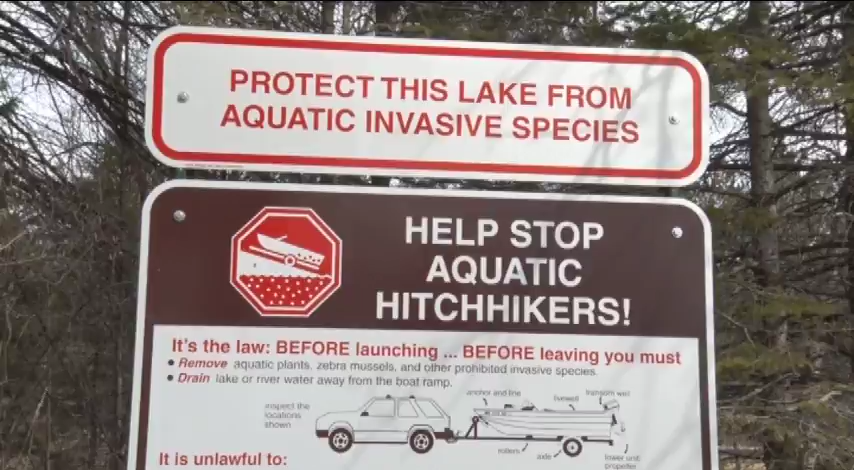 PROTECT THIS LAKE FROM
AQUATIC INVASIVE SPECIES
HELP STOP
AQUATIC
HITCHHIKERS!
It's the law: BEFORE launching ... BEFORE leaving you must
• Remove aquatic plants, zebra mussels, and other prohibited invasive species.
• Drain lake or river water away from the boat ramp.
inspect the
locations
shown
anchor and line
livewell
transom well
rollers
axle
lower unit
propeller
It is unlawful to: